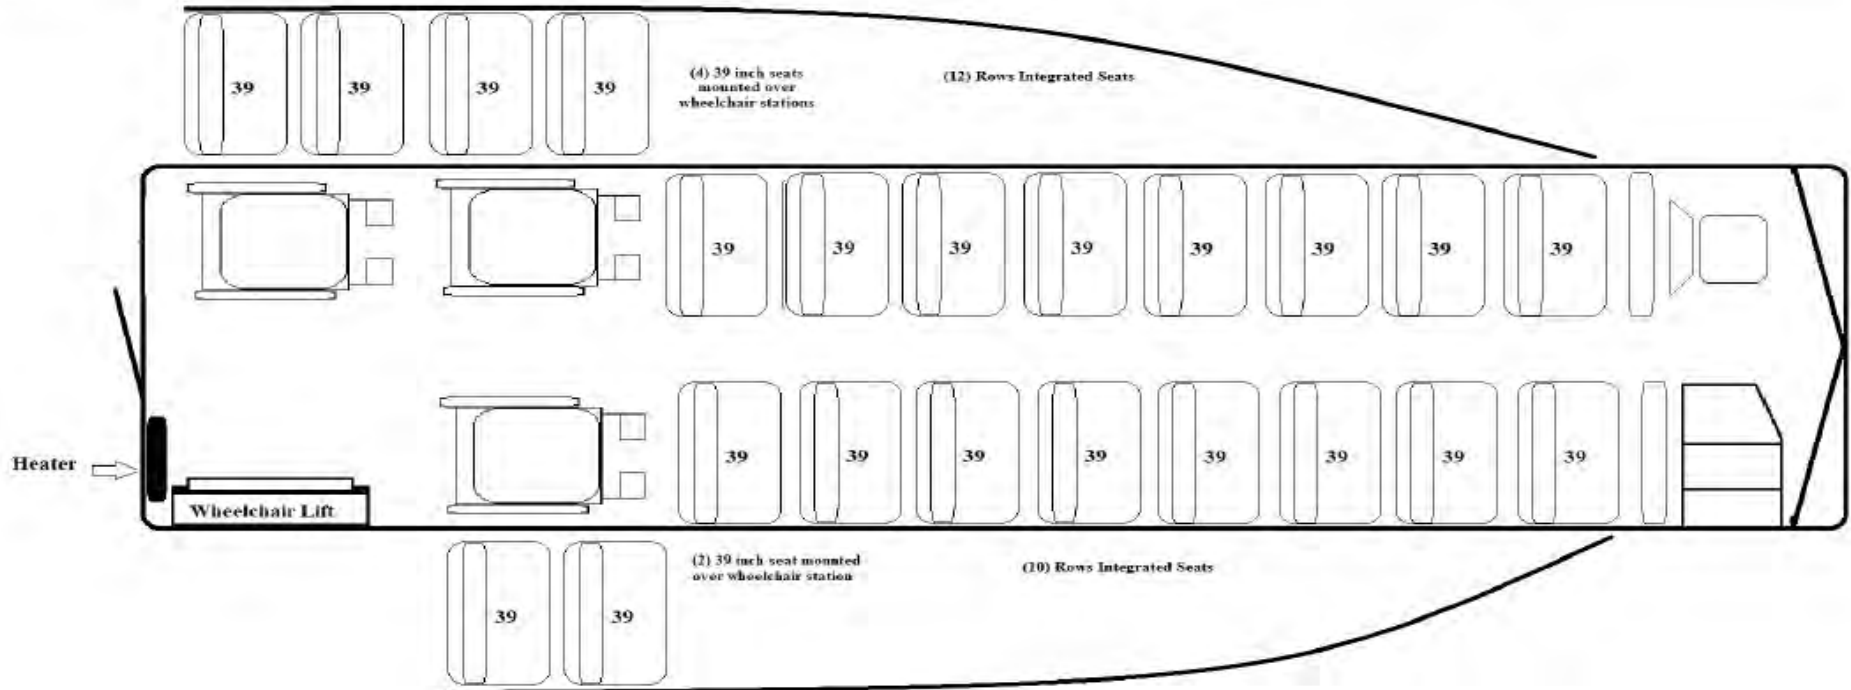 39 39 39 39
(4) 39 inch seats
mounted over
wheelchair stations
(12) Rows Integrated Seats
39 39 39 39 39 39 39 39
39 39 39 39 39 39 39 39
Heater
Wheelchair Lift
(2) 39 inch seat mounted
over wheelchair station
(10) Rows Integrated Seats
39 39